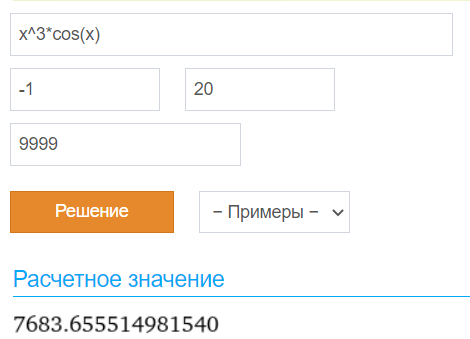 x^3*cos(x)
-1 20
9999
Решение − Примеры −
Расчетное значение
7683.655514981540